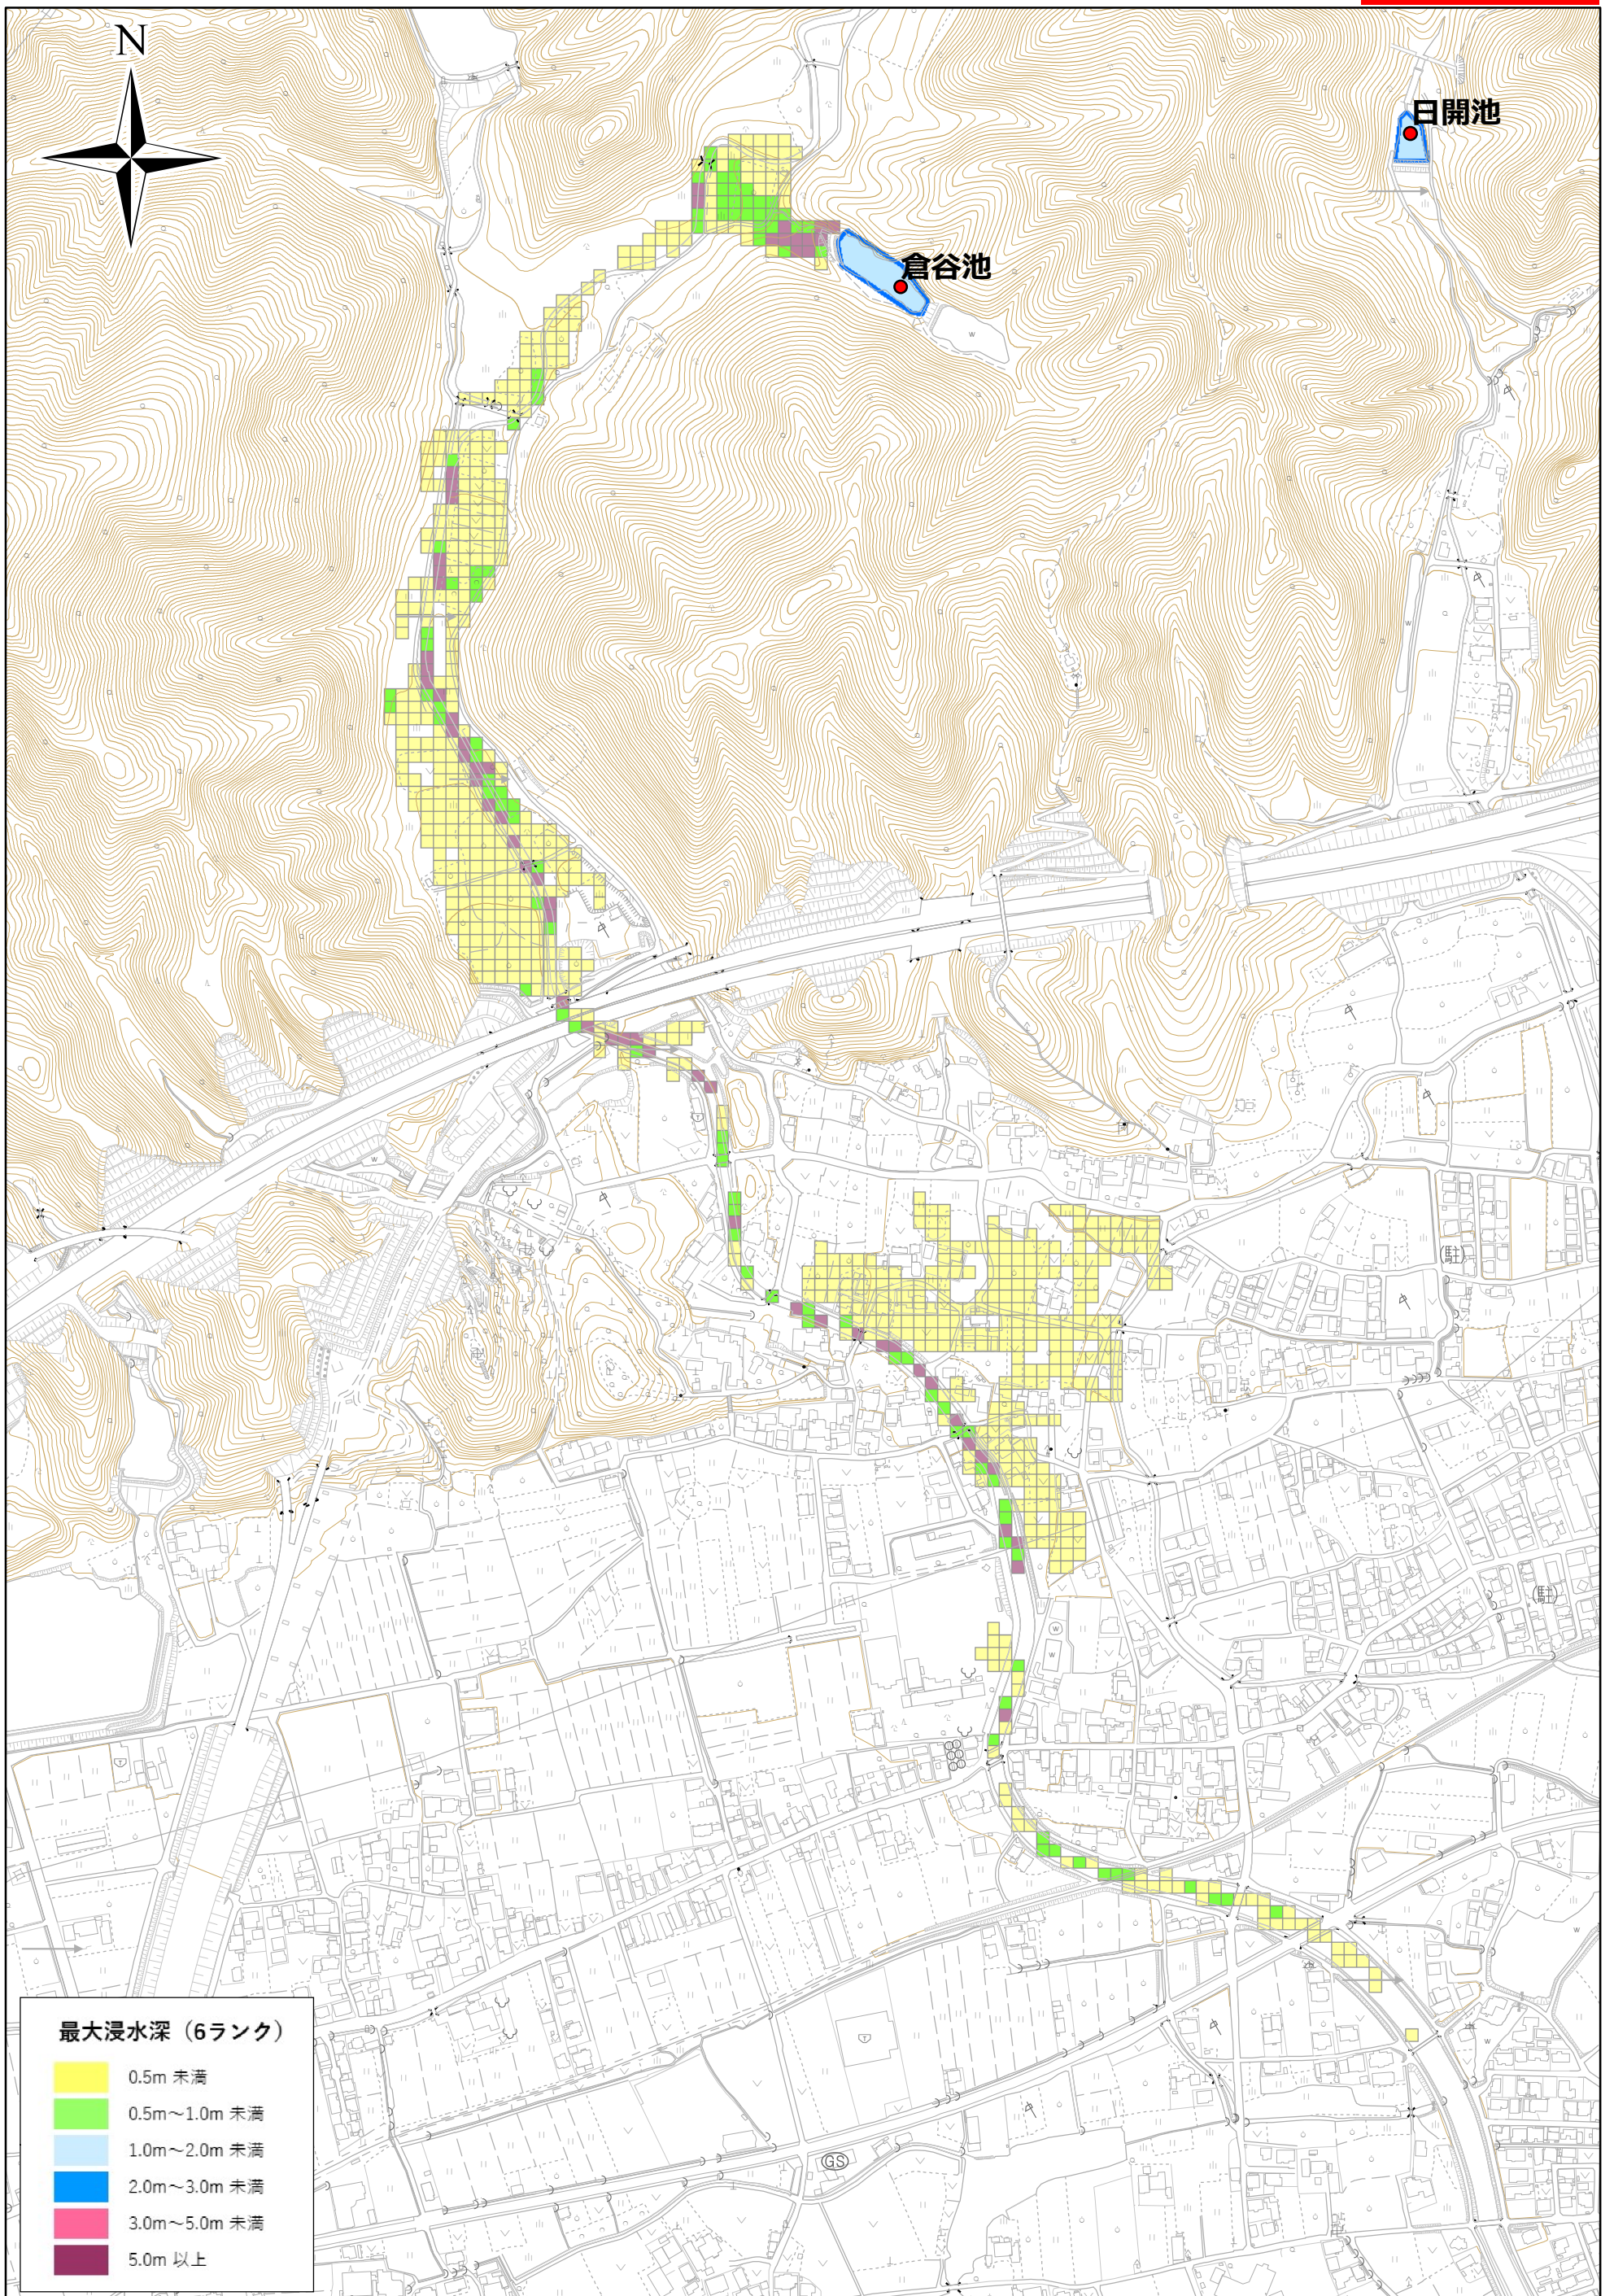 N
日開池
倉谷池
W
W
W
W
(駐)
(駐)
W
W
W
W
GS
最大浸水深（6ランク）
0.5m 未満
0.5m～1.0m 未満
1.0m～2.0m 未満
2.0m～3.0m 未満
3.0m～5.0m 未満
5.0m 以上